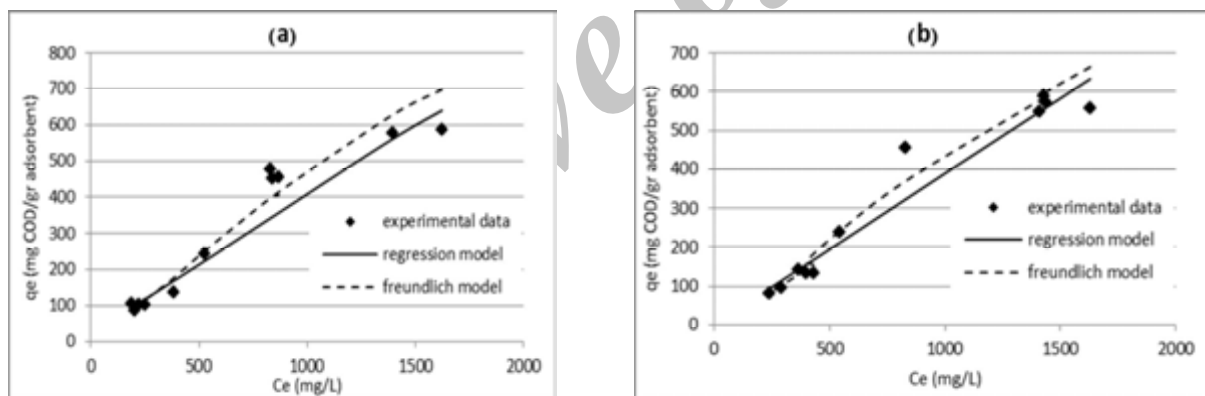 (a)
qe (mg COD/gr adsorbent)
800
700
600
500
400
300
200
100
0
0 500 1000 1500 2000
Ce (mg/L)
experimental data
regression model
freundlich model
(b)
qe (mg COD/gr adsorbent)
700
600
500
400
300
200
100
0
0 500 1000 1500 2000
Ce (mg/L)
experimental data
regression model
freundlich model